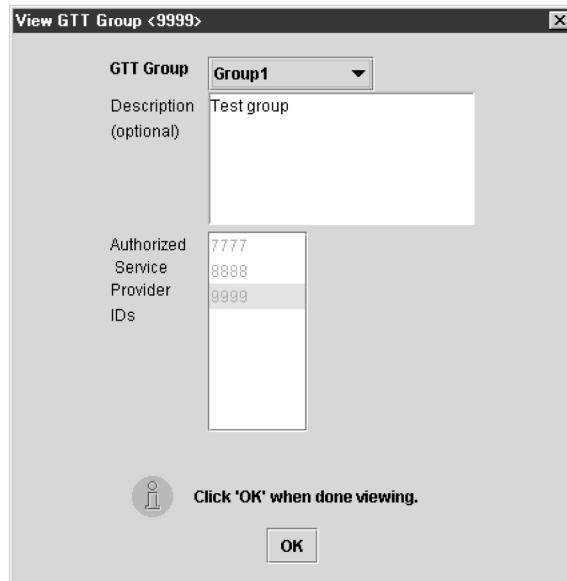 View GTT Group <9999>
GTT Group Group1
Description Test group
(optional)
Authorized 7777
Service 8888
Provider 9999
IDs
Click 'OK' when done viewing.
OK